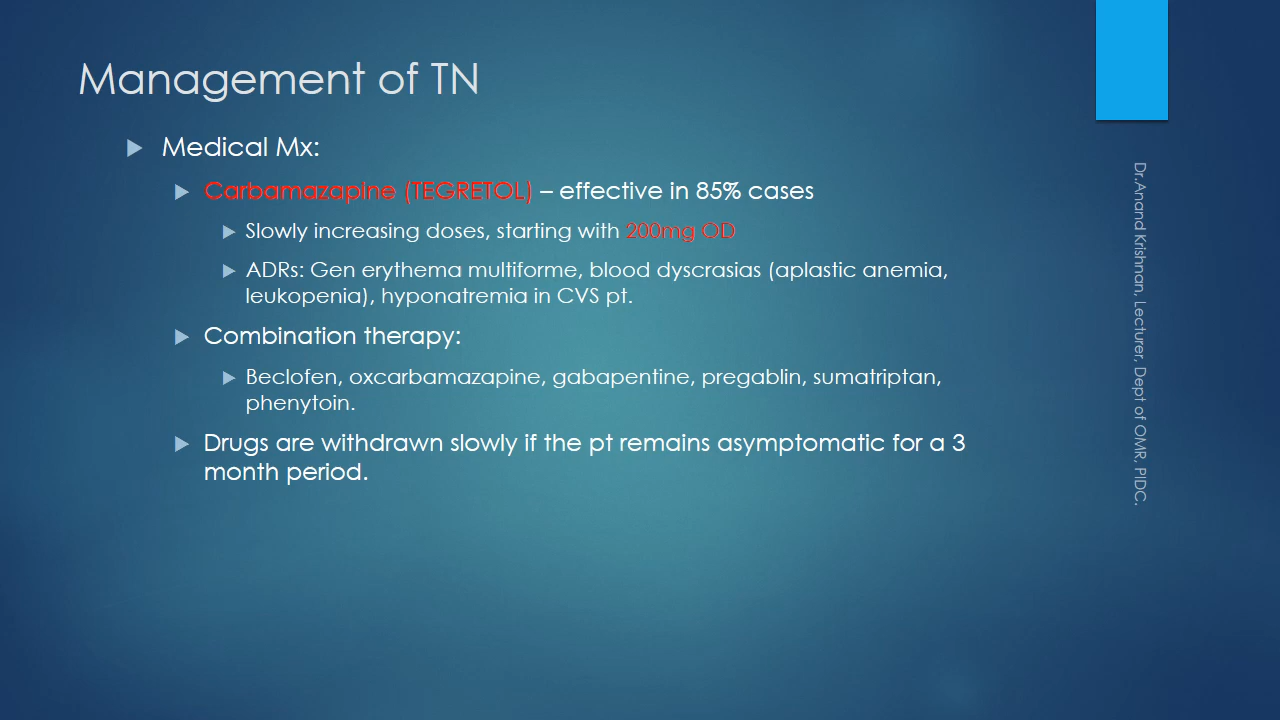 Management of TN
Medical Mx:
Carbamazapine (TEGRETOL) – effective in 85% cases
Slowly increasing doses, starting with 200mg OD
ADRs: Gen erythema multiforme, blood dyscrasias (aplastic anemia,
leukopenia), hyponatremia in CVS pt.
Combination therapy:
Beclofen, oxcarbamazapine, gabapentine, pregablin, sumatriptan,
phenytoin.
Drugs are withdrawn slowly if the pt remains asymptomatic for a 3
month period.
Dr.Anand Krishnan, Lecturer, Dept of OMR, PIDC.